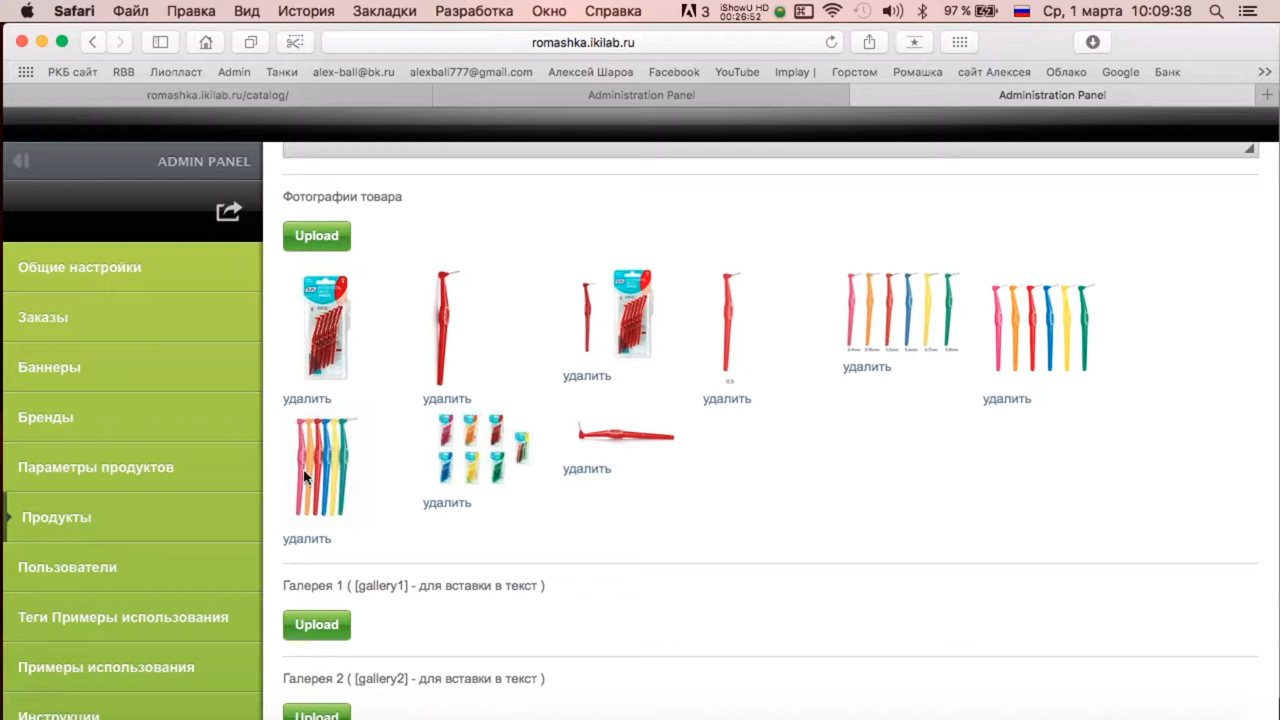 Safari Файл Правка Вид История Закладки Разработка Окно Справка 3 iShowU HD 00:26:52 97 % Ср, 1 марта 10:09:38
romashka.ikilab.ru
РКБ сайт RBB Лиопласт Admin Танки alex-ball@bk.ru alexball777@gmail.com Алексей Шаров Facebook YouTube Implay | Горстом Ромашка сайт Алексея Облако Google Банк
romashka.ikilab.ru/catalog/ Administration Panel Administration Panel
ADMIN PANEL
Общие настройки
Заказы
Баннеры
Бренды
Параметры продуктов
Продукты
Пользователи
Теги Примеры использования
Примеры использования
Инструкции
Фотографии товара
Upload
удалить
удалить
удалить
удалить
удалить
удалить
удалить
удалить
удалить
Галерея 1 ( [gallery1] - для вставки в текст )
Upload
Галерея 2 ( [gallery2] - для вставки в текст )
Upload